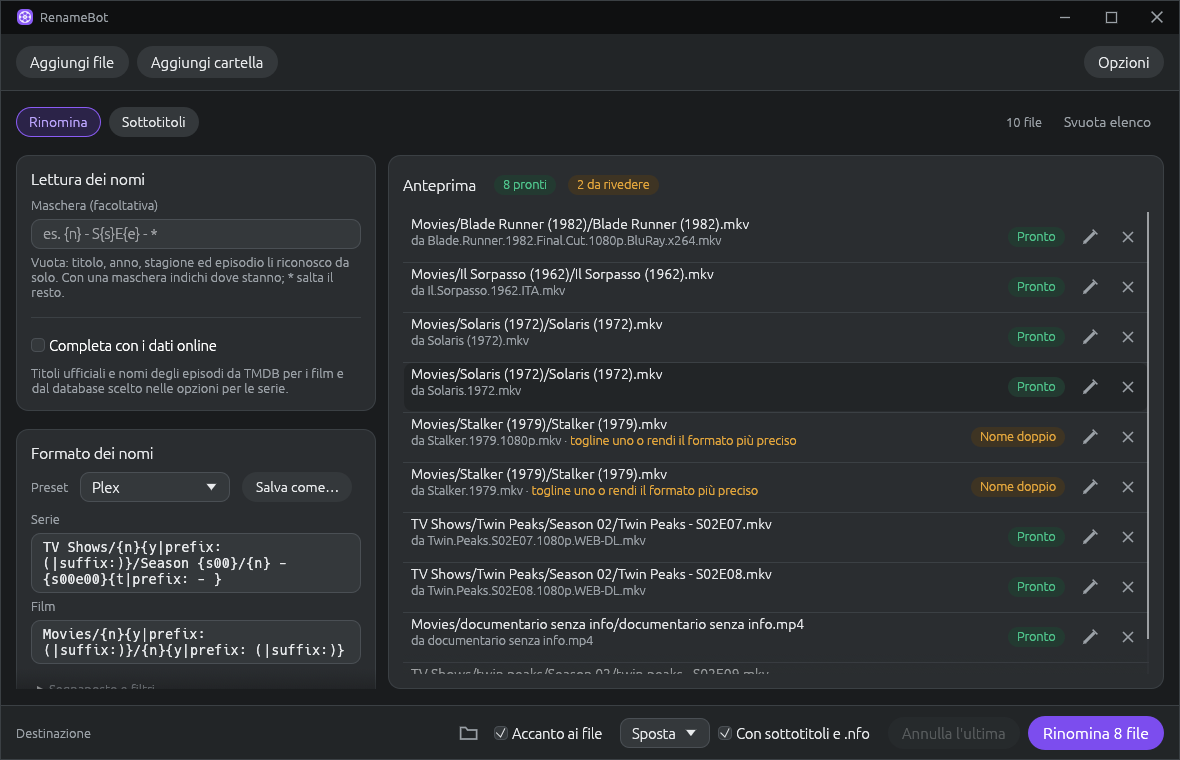 RenameBot
Aggiungi file
Aggiungi cartella
Opzioni
Rinomina
Sottotitoli
10 file
Svuota elenco
Lettura dei nomi
Maschera (facoltativa)
es. {n} - S{s}E{e} - *
Vuota: titolo, anno, stagione ed episodio li riconosco da
solo. Con una maschera indichi dove stanno; * salta il
resto.
Completa con i dati online
Titoli ufficiali e nomi degli episodi da TMDB per i film e
dal database scelto nelle opzioni per le serie.
Formato dei nomi
Preset
Plex
Salva come…
Serie
TV Shows/{n}{y|prefix:
(|suffix:)}/Season {s00}/{n} -
{s00e00}{t|prefix: - }
Film
Movies/{n}{y|prefix:
(|suffix:)}/{n}{y|prefix: (|suffix:)}
Anteprima
8 pronti
2 da rivedere
Movies/Blade Runner (1982)/Blade Runner (1982).mkv
da Blade.Runner.1982.Final.Cut.1080p.BluRay.x264.mkv
Pronto
Movies/Il Sorpasso (1962)/Il Sorpasso (1962).mkv
da Il.Sorpasso.1962.ITA.mkv
Pronto
Movies/Solaris (1972)/Solaris (1972).mkv
da Solaris (1972).mkv
Pronto
Movies/Solaris (1972)/Solaris (1972).mkv
da Solaris.1972.mkv
Pronto
Movies/Stalker (1979)/Stalker (1979).mkv
da Stalker.1979.1080p.mkv · togline uno o rendi il formato più preciso
Nome doppio
Movies/Stalker (1979)/Stalker (1979).mkv
da Stalker.1979.mkv · togline uno o rendi il formato più preciso
Nome doppio
TV Shows/Twin Peaks/Season 02/Twin Peaks - S02E07.mkv
da Twin.Peaks.S02E07.1080p.WEB-DL.mkv
Pronto
TV Shows/Twin Peaks/Season 02/Twin Peaks - S02E08.mkv
da Twin.Peaks.S02E08.1080p.WEB-DL.mkv
Pronto
Movies/documentario senza info/documentario senza info.mp4
da documentario senza info.mp4
Pronto
TV Shows/twin peaks/Season 02/twin peaks - S02E09.mkv
Destinazione
Accanto ai file
Sposta
Con sottotitoli e .nfo
Annulla l'ultima
Rinomina 8 file